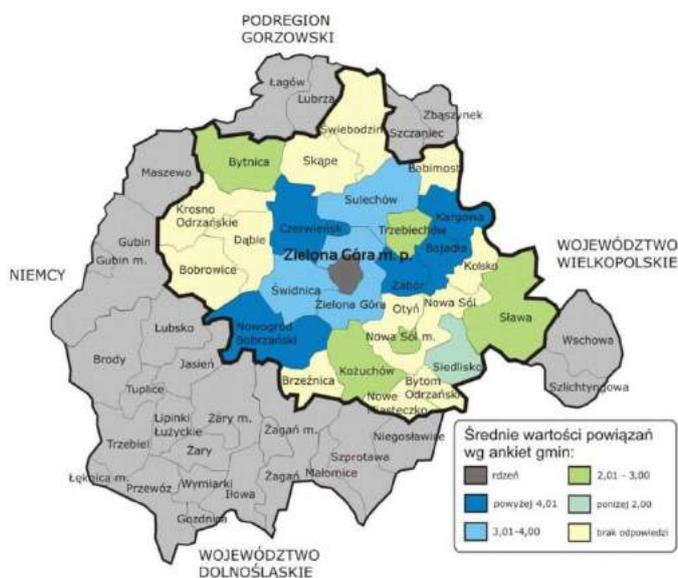 PODREGION
GORZOWSKI
Łagów
Lubrza
Zbąszynek
Szczaniec
Świebodzin
Skąpe
Bytnica
Babimost
Maszewo
Sulechów
Krosno
Odrzańskie
Czerwieńsk
Trzebiechów
Kargowa
Bojadła
Gubin
Gubin m.
Dąbie
Zielona Góra m. p.
WOJEWÓDZTWO
WIELKOPOLSKIE
NIEMCY
Bobrowice
Kolsko
Świdnica
Zabór
Zielona Góra
Otyń
Nowa Sól
Sława
Lubsko
Nowogród
Bobrzański
Nowa Sól m.
Wschowa
Brody
Jasień
Siedlisko
Kożuchów
Szlichtyngowa
Tuplice
Brzeźnica
Bytom
Odrzański
Nowe
Miasteczko
Lipinki
Łużyckie
Żary m.
Żagań m.
Niegosławice
Trzebiel
Żary
Szprotawa
Łęknica m.
Przewóz
Wymiarki
Iłowa
Żagań
Małomice
Gozdnica
WOJEWÓDZTWO
DOLNOŚLĄSKIE
Średnie wartości powiązań
wg ankiet gmin:
rdzeń
2,01 - 3,00
powyżej 4,01
poniżej 2,00
3,01-4,00
brak odpowiedzi